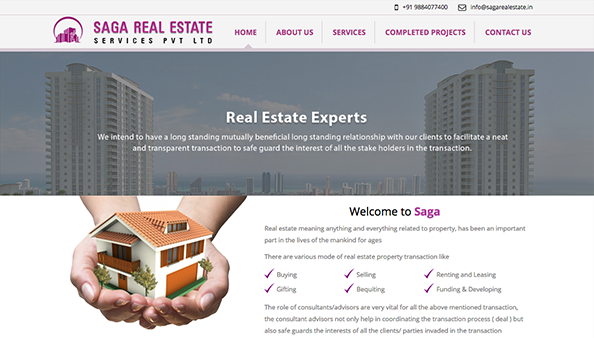 +91 9884077400 info@sagarealestate.in
SAGA REAL ESTATE
SERVICES PVT LTD
HOME ABOUT US SERVICES COMPLETED PROJECTS CONTACT US
Real Estate Experts
We intend to have a long standing mutually beneficial long standing relationship with our clients to facilitate a neat
and transparent transaction to safe guard the interest of all the stake holders in the transaction.
Welcome to Saga
Real estate meaning anything and everything related to property, has been an important
part in the lives of the mankind for ages
There are various mode of real estate property transaction like
Buying Selling Renting and Leasing
Gifting Bequiting Funding & Developing
The role of consultants/advisors are very vital for all the above mentioned transaction,
the consultant advisors not only help in coordinating the transaction process ( deal ) but
also safe guards the interests of all the clients/ parties invaded in the transaction